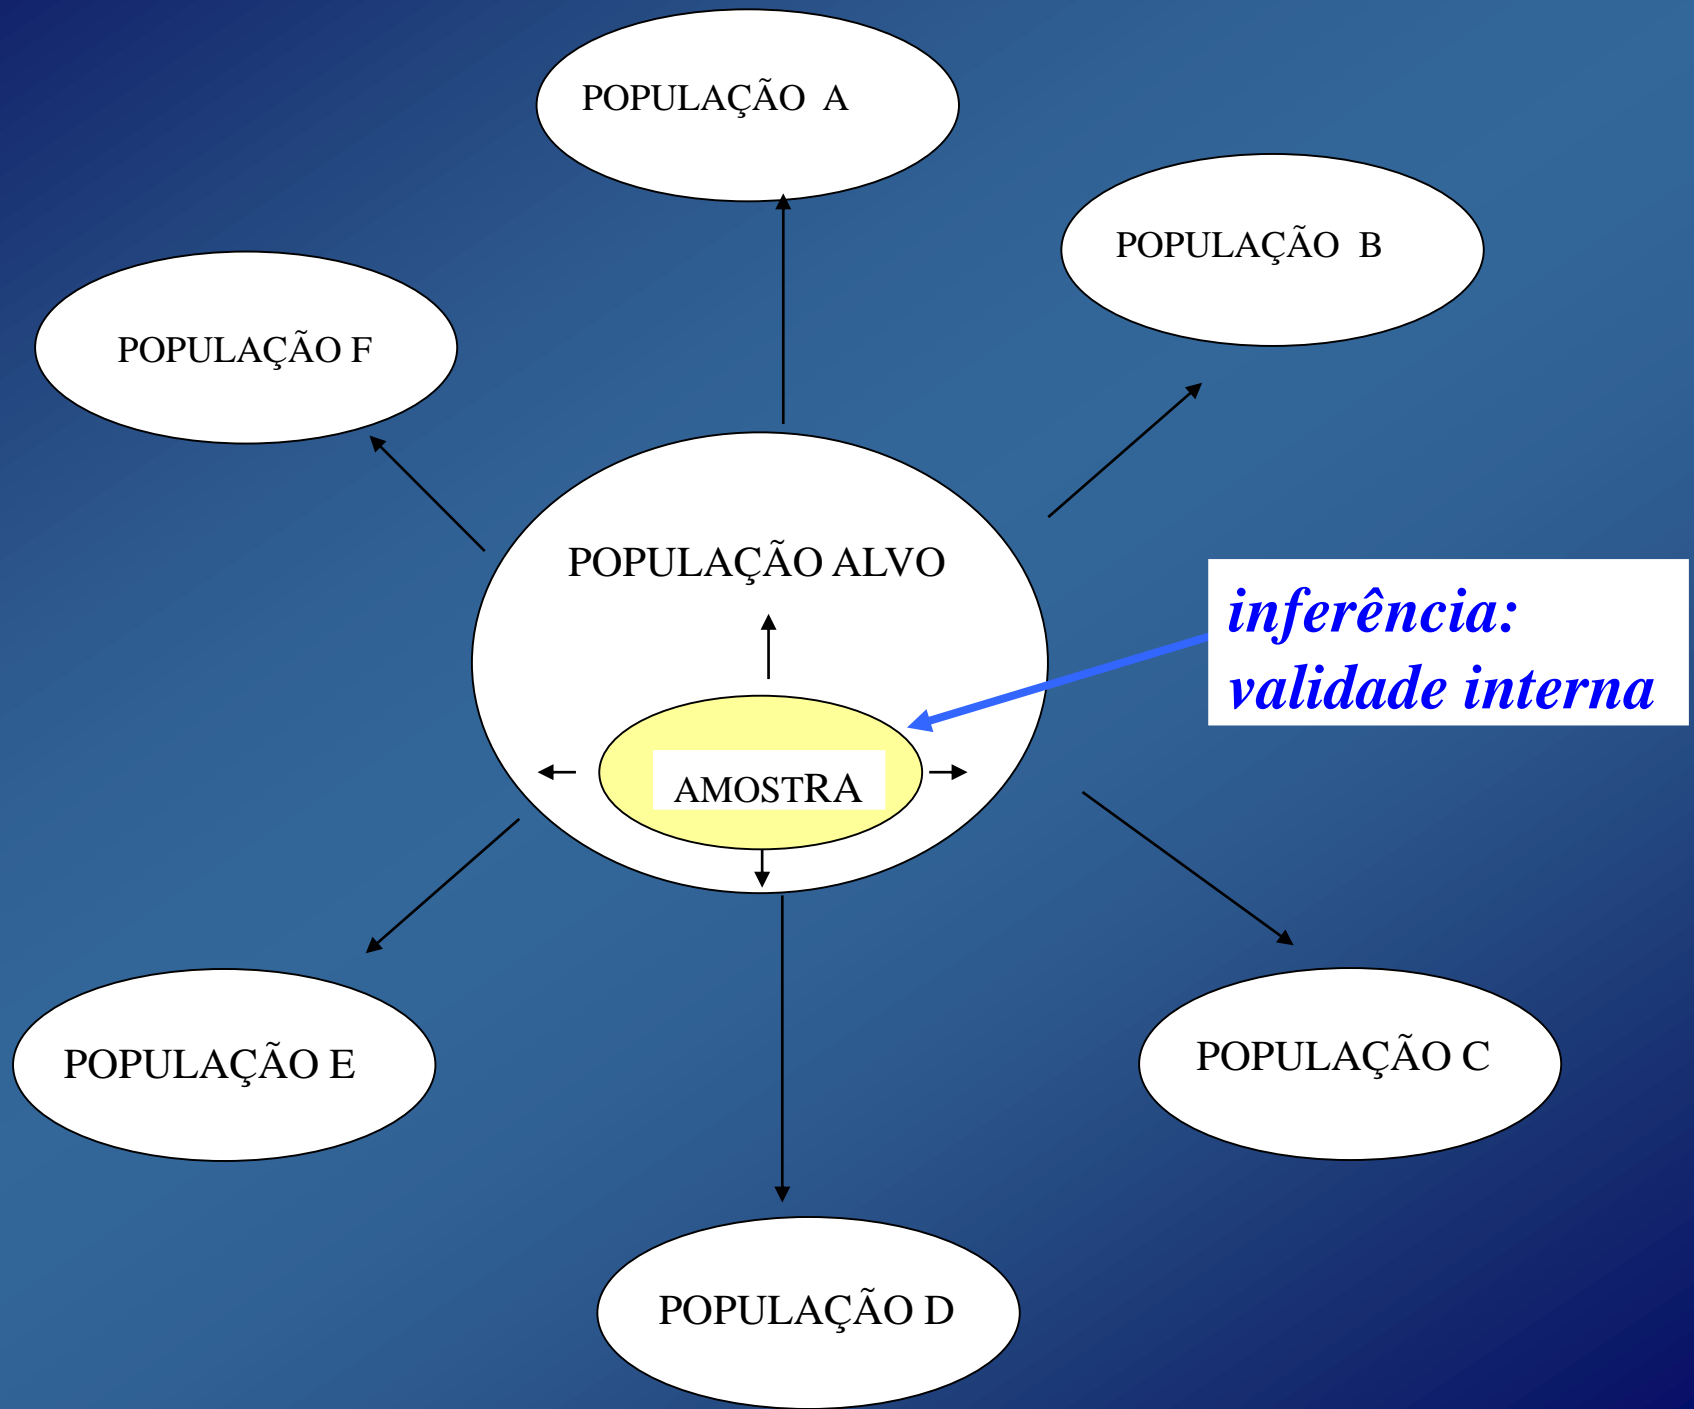 POPULAÇÃO A
POPULAÇÃO B
POPULAÇÃO F
POPULAÇÃO ALVO
inferência:
validade interna
AMOSTRA
POPULAÇÃO E
POPULAÇÃO C
POPULAÇÃO D